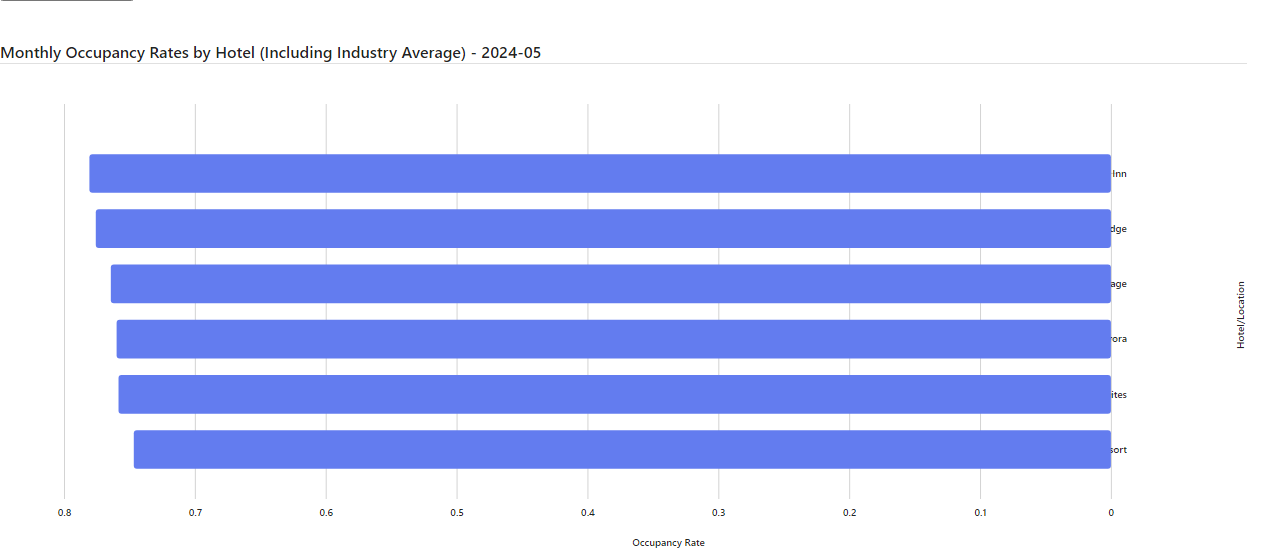 Monthly Occupancy Rates by Hotel (Including Industry Average) - 2024-05
Inn
dge
age
ora
ites
sort
Hotel/Location
0.8 0.7 0.6 0.5 0.4 0.3 0.2 0.1 0
Occupancy Rate